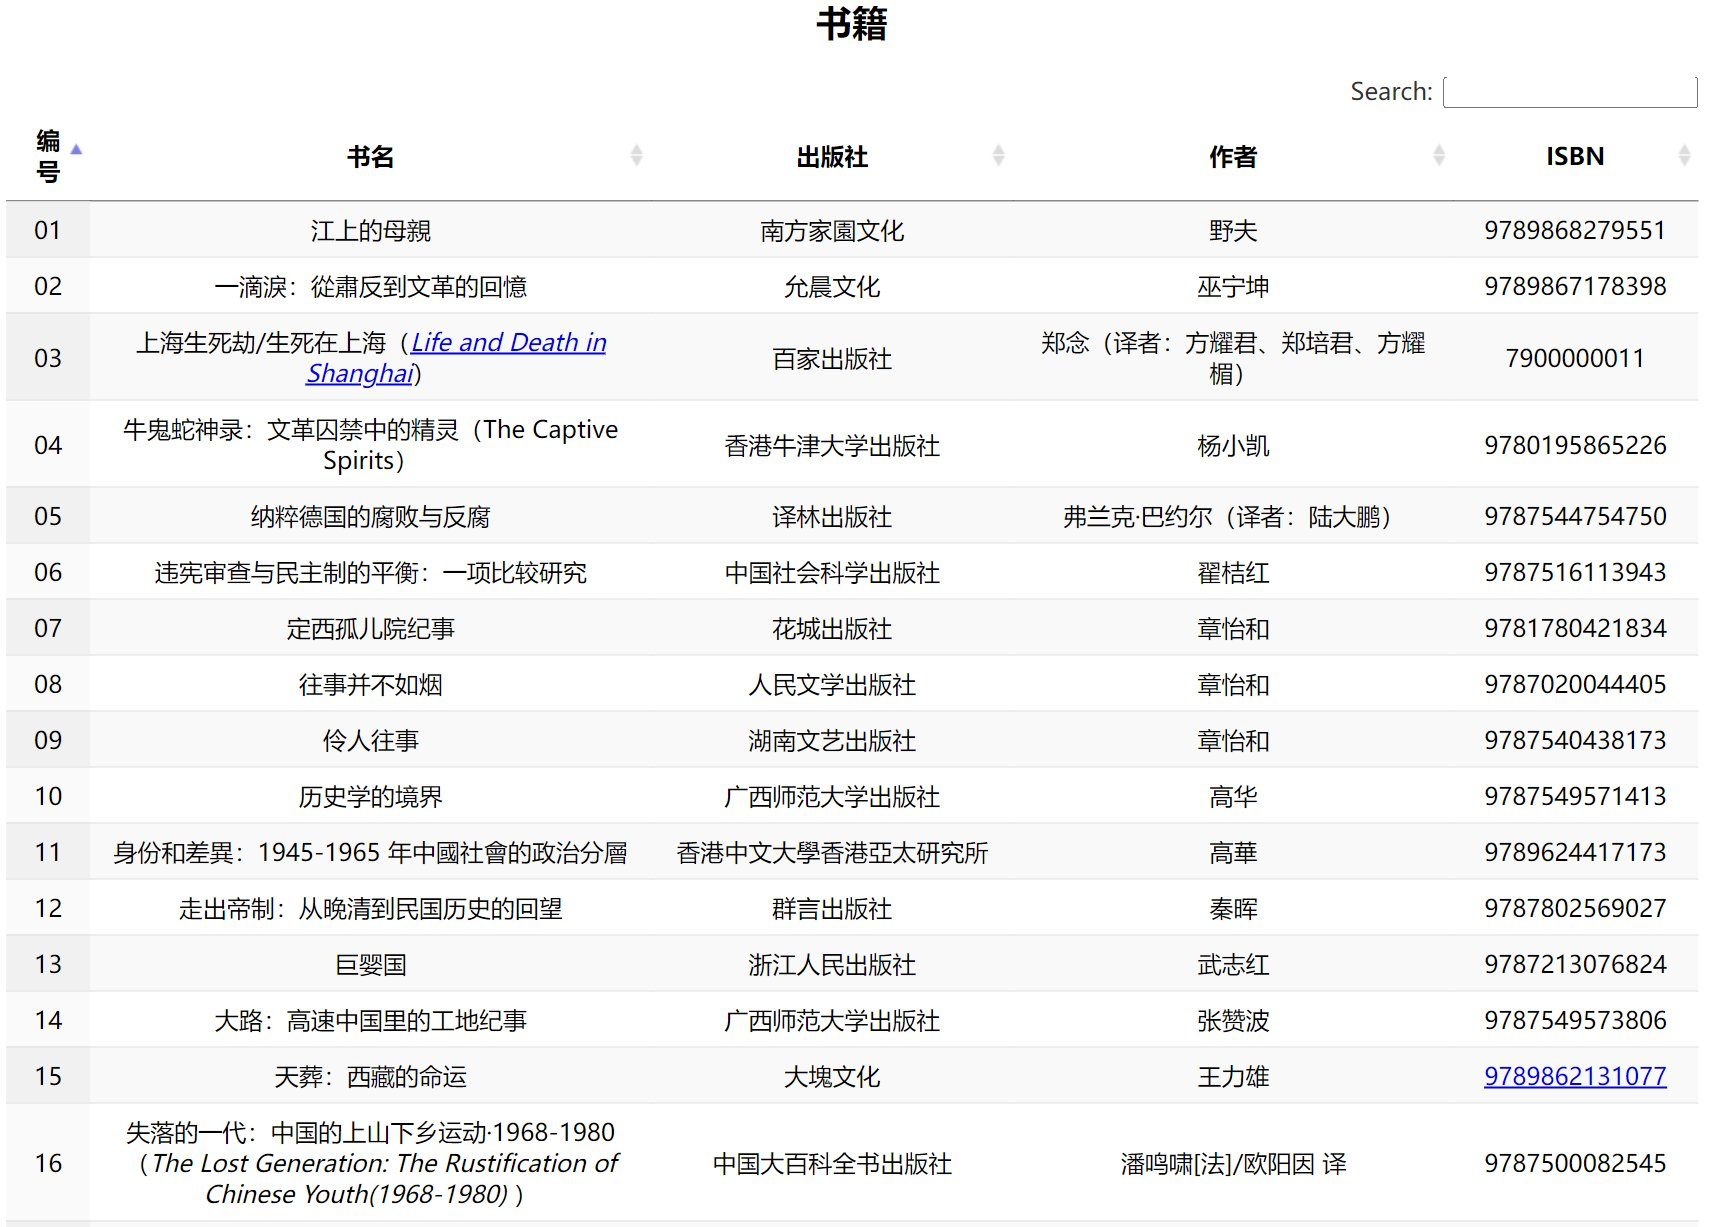 书籍
Search:
编号 书名 出版社 作者 ISBN
01 江上的母親 南方家園文化 野夫 9789868279551
02 一滴淚：從肅反到文革的回憶 允晨文化 巫宁坤 9789867178398
03 上海生死劫/生死在上海（Life and Death in Shanghai） 百家出版社 郑念（译者：方耀君、郑培君、方耀楣） 7900000011
04 牛鬼蛇神录：文革囚禁中的精灵（The Captive Spirits） 香港牛津大学出版社 杨小凯 9780195865226
05 纳粹德国的腐败与反腐 译林出版社 弗兰克·巴约尔（译者：陆大鹏） 9787544754750
06 违宪审查与民主制的平衡：一项比较研究 中国社会科学出版社 翟桔红 9787516113943
07 定西孤儿院纪事 花城出版社 章怡和 9781780421834
08 往事并不如烟 人民文学出版社 章怡和 9787020044405
09 伶人往事 湖南文艺出版社 章怡和 9787540438173
10 历史学的境界 广西师范大学出版社 高华 9787549571413
11 身份和差異：1945-1965 年中國社會的政治分層 香港中文大學香港亞太研究所 高華 9789624417173
12 走出帝制：从晚清到民国历史的回望 群言出版社 秦晖 9787802569027
13 巨婴国 浙江人民出版社 武志红 9787213076824
14 大路：高速中国里的工地纪事 广西师范大学出版社 张赞波 9787549573806
15 天葬：西藏的命运 大塊文化 王力雄 9789862131077
16 失落的一代：中国的上山下乡运动·1968-1980（The Lost Generation: The Rustification of Chinese Youth(1968-1980) ） 中国大百科全书出版社 潘鸣啸[法]/欧阳因 译 9787500082545